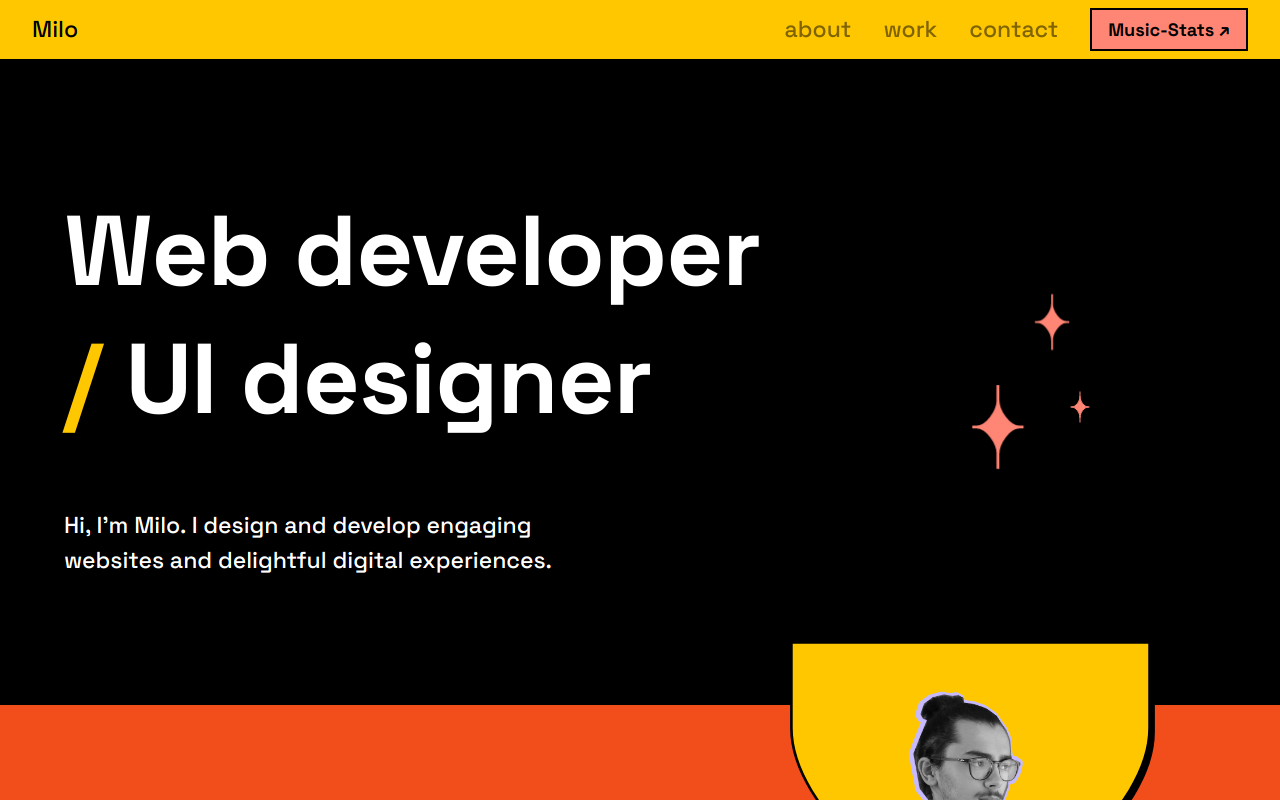 Milo
about work contact Music-Stats ↗
Web developer
/ UI designer
Hi, I'm Milo. I design and develop engaging
websites and delightful digital experiences.